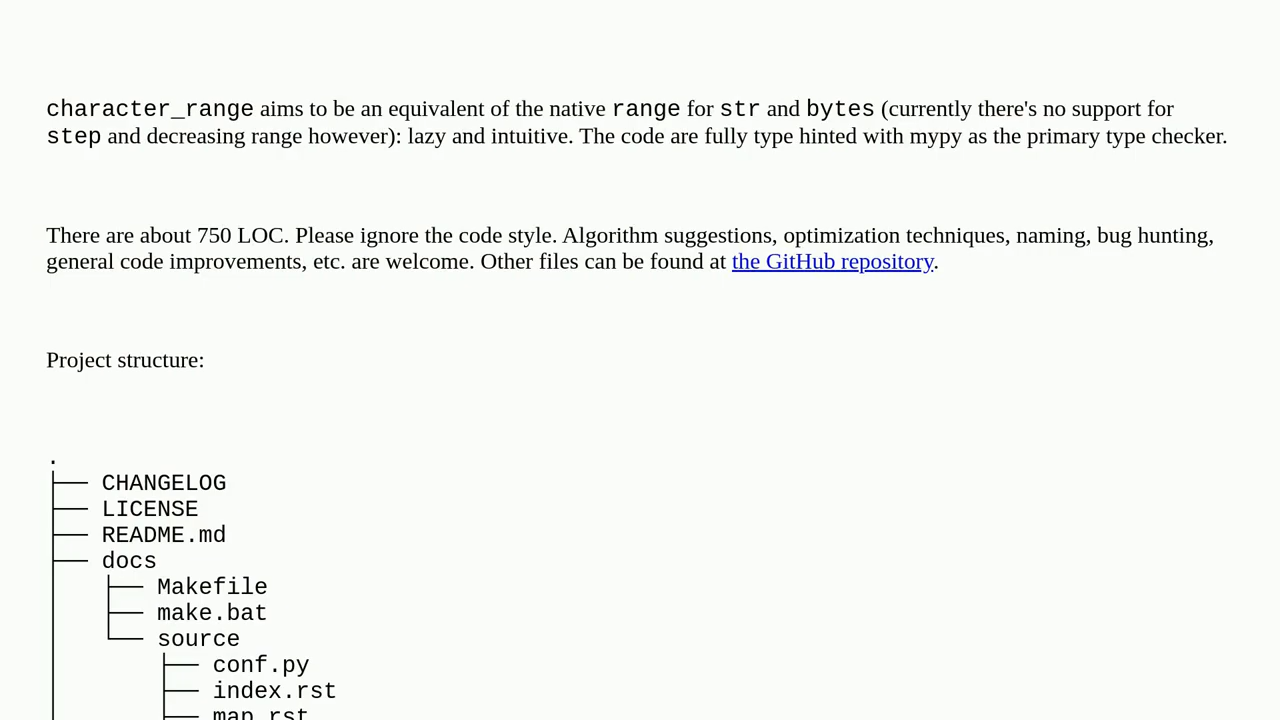 character_range aims to be an equivalent of the native range for str and bytes (currently there's no support for
step and decreasing range however): lazy and intuitive. The code are fully type hinted with mypy as the primary type checker.
There are about 750 LOC. Please ignore the code style. Algorithm suggestions, optimization techniques, naming, bug hunting,
general code improvements, etc. are welcome. Other files can be found at the GitHub repository.
Project structure:
.
├── CHANGELOG
├── LICENSE
├── README.md
├── docs
│   ├── Makefile
│   ├── make.bat
│   └── source
│       ├── conf.py
│       ├── index.rst
│       ├── map.rst